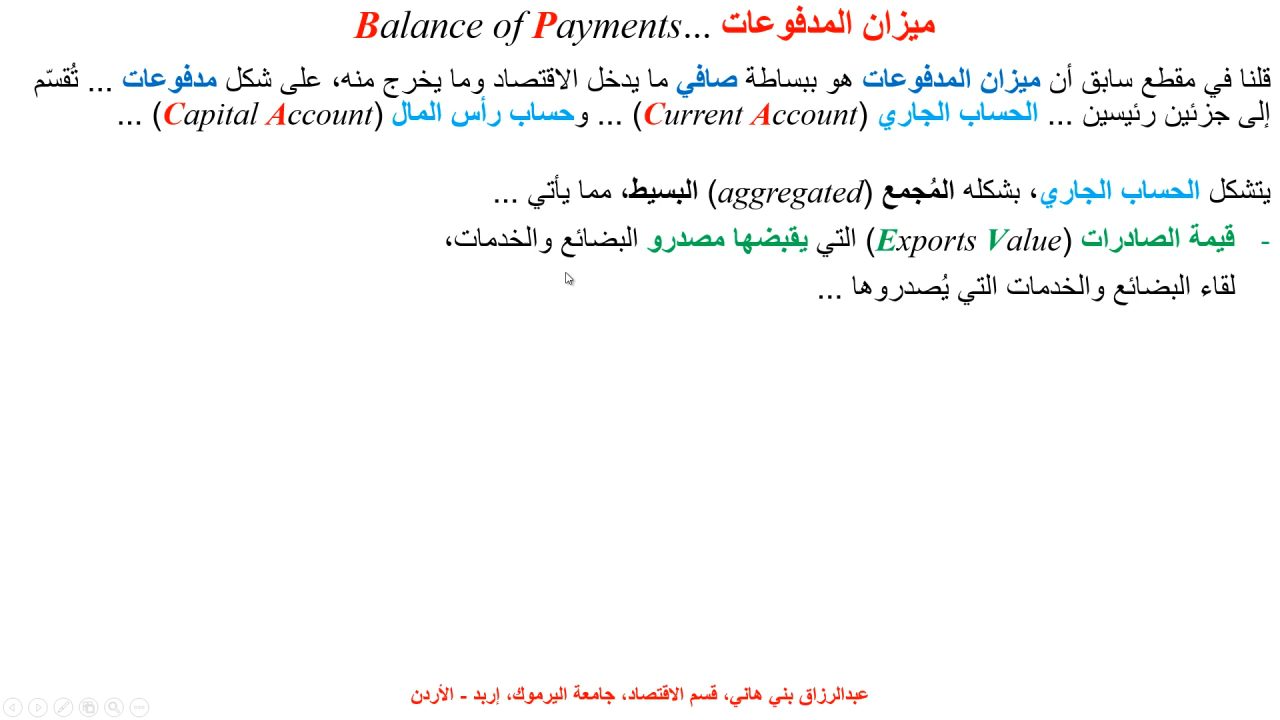 ميزان المدفوعات ...Balance of Payments
قلنا في مقطع سابق أن ميزان المدفوعات هو ببساطة صافي ما يدخل الاقتصاد وما يخرج منه، على شكل مدفوعات ... تُقسّم
إلى جزئين رئيسين ... الحساب الجاري (Current Account) ... وحساب رأس المال (Capital Account) ...
يتشكل الحساب الجاري، بشكله المُجمع (aggregated) البسيط، مما يأتي ...
- قيمة الصادرات (Exports Value) التي يقبضها مصدرو البضائع والخدمات،
لقاء البضائع والخدمات التي يُصدروها ...
عبدالرزاق بني هاني، قسم الاقتصاد، جامعة اليرموك، إربد - الأردن